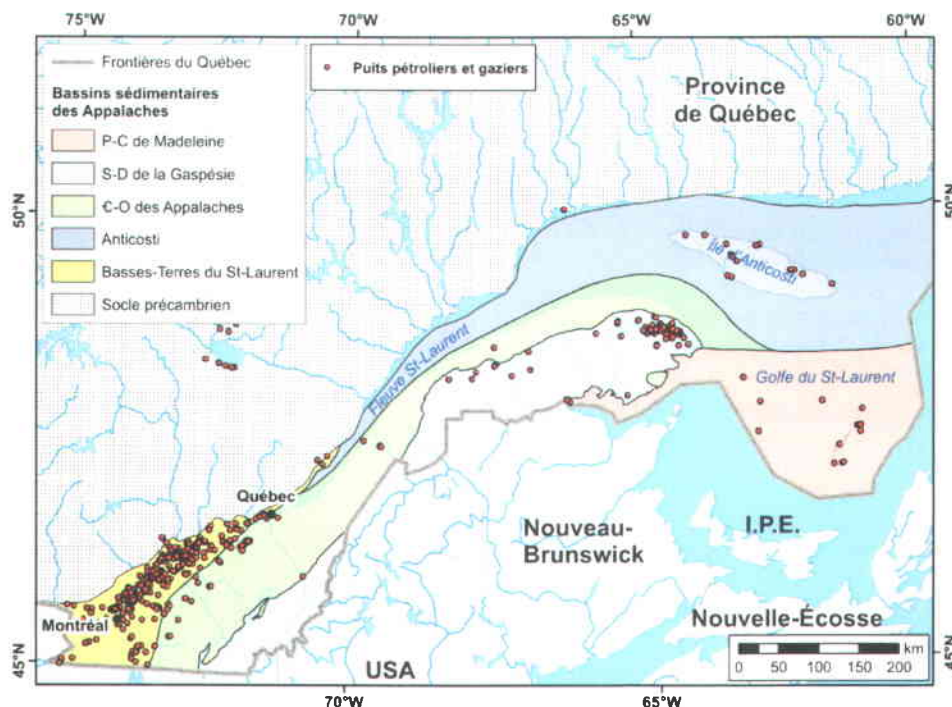 75°W
70°W
65°W
60°W
Frontières du Québec
Puits pétroliers et gaziers
Bassins sédimentaires
des Appalaches
P-C de Madeleine
S-D de la Gaspésie
Ꞓ-O des Appalaches
Anticosti
Basses-Terres du St-Laurent
Socle précambrien
Province
de Québec
50°N
50°N
Île d'Anticosti
Fleuve St-Laurent
Golfe du St-Laurent
Québec
Nouveau-
Brunswick
I.P.E.
Montréal
Nouvelle-Écosse
USA
km
0
50
100
150
200
45°N
45°N
70°W
65°W
60°W